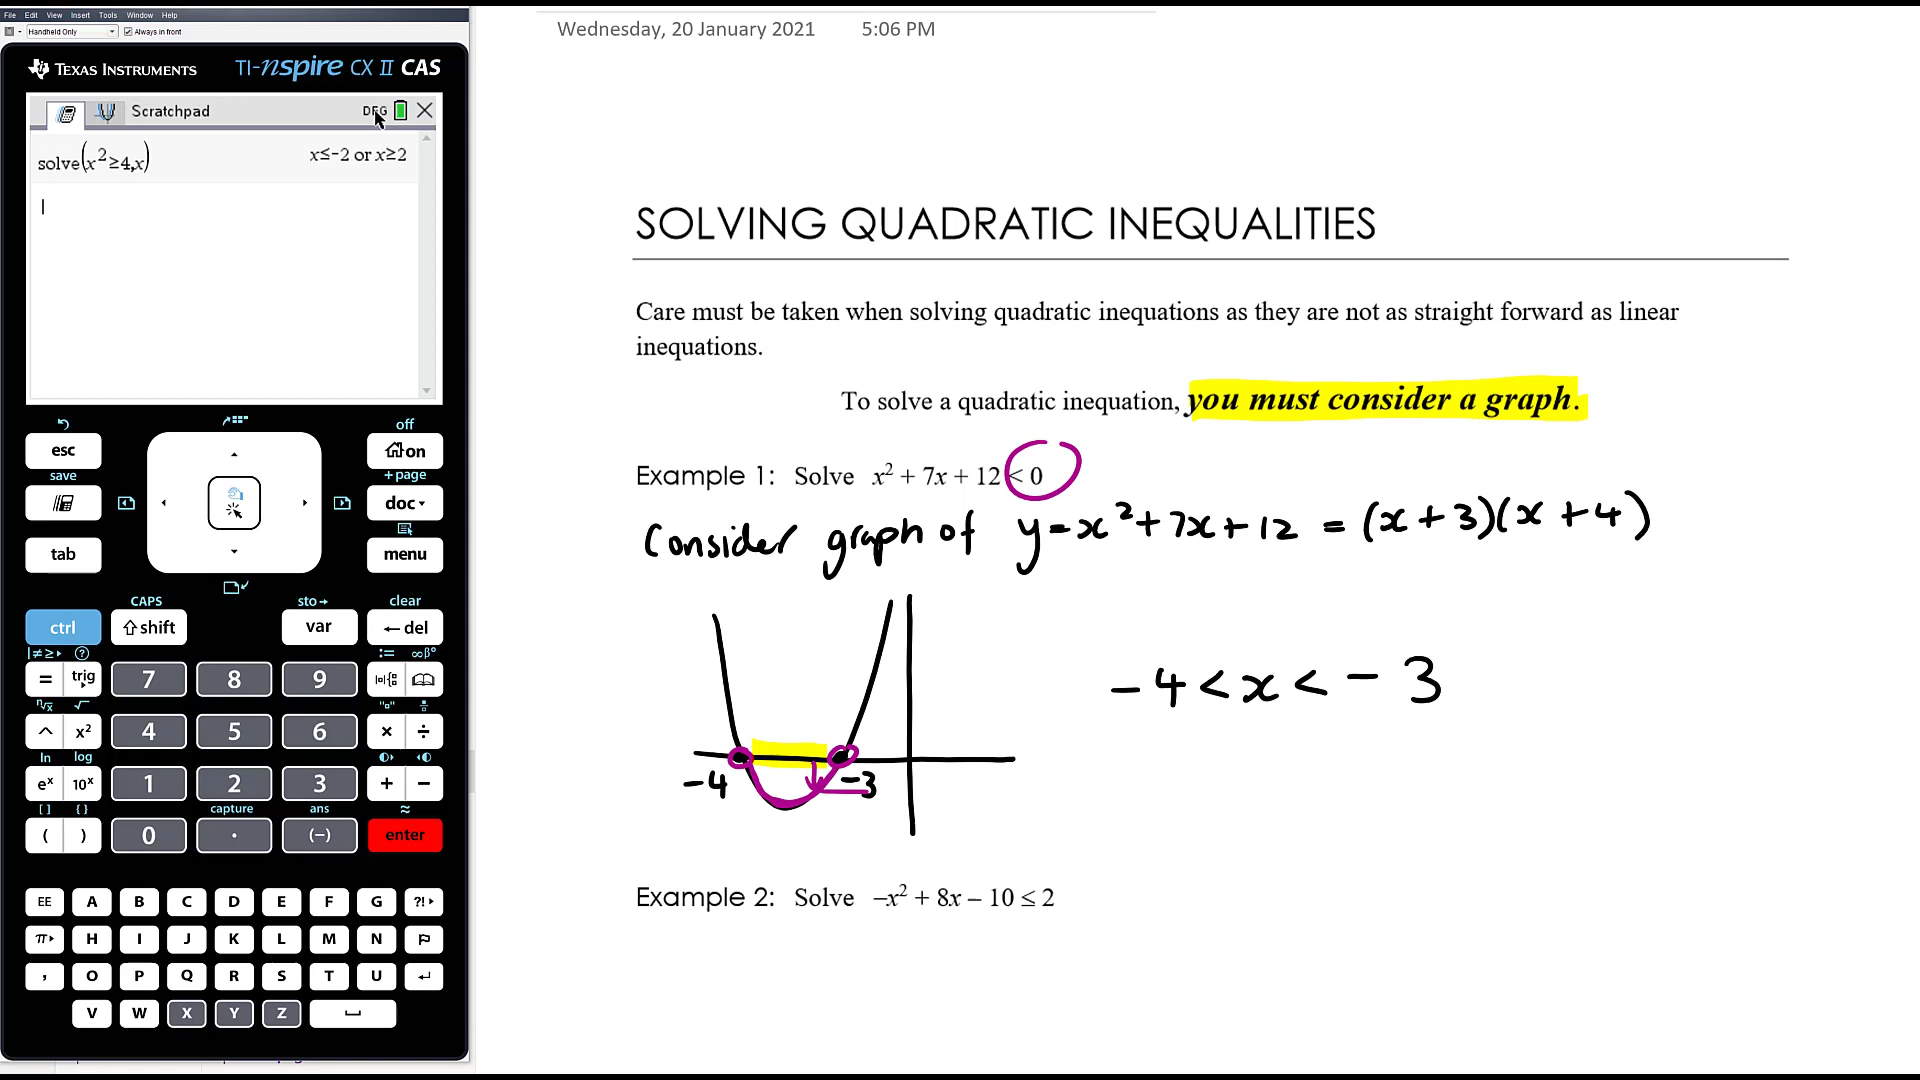 File Edit View Insert Tools Window Help
Handheld Only Always in front
TEXAS INSTRUMENTS TI-nspire CX II CAS
Scratchpad DEG
solve(x²≥4,x) x≤-2 or x≥2
off
esc on
save +page
doc
tab menu
CAPS sto→ clear
ctrl ⇧shift var ←del
|≠≥▸ ? := ∞β°
= trig 7 8 9
ⁿ√x √ "▫" 
^ x² 4 5 6 × ÷
ln log
eˣ 10ˣ 1 2 3 + −
[ ] { } capture ans ≈
( ) 0 . (−) enter
EE A B C D E F G ?!▸
π▸ H I J K L M N
, O P Q R S T U ↵
V W X Y Z
Wednesday, 20 January 2021 5:06 PM
SOLVING QUADRATIC INEQUALITIES
Care must be taken when solving quadratic inequations as they are not as straight forward as linear
inequations.
To solve a quadratic inequation, you must consider a graph.
Example 1: Solve x² + 7x + 12 < 0
Consider graph of y=x²+7x+12 = (x+3)(x+4)
-4<x<-3
-4 -3
Example 2: Solve –x² + 8x – 10 ≤ 2